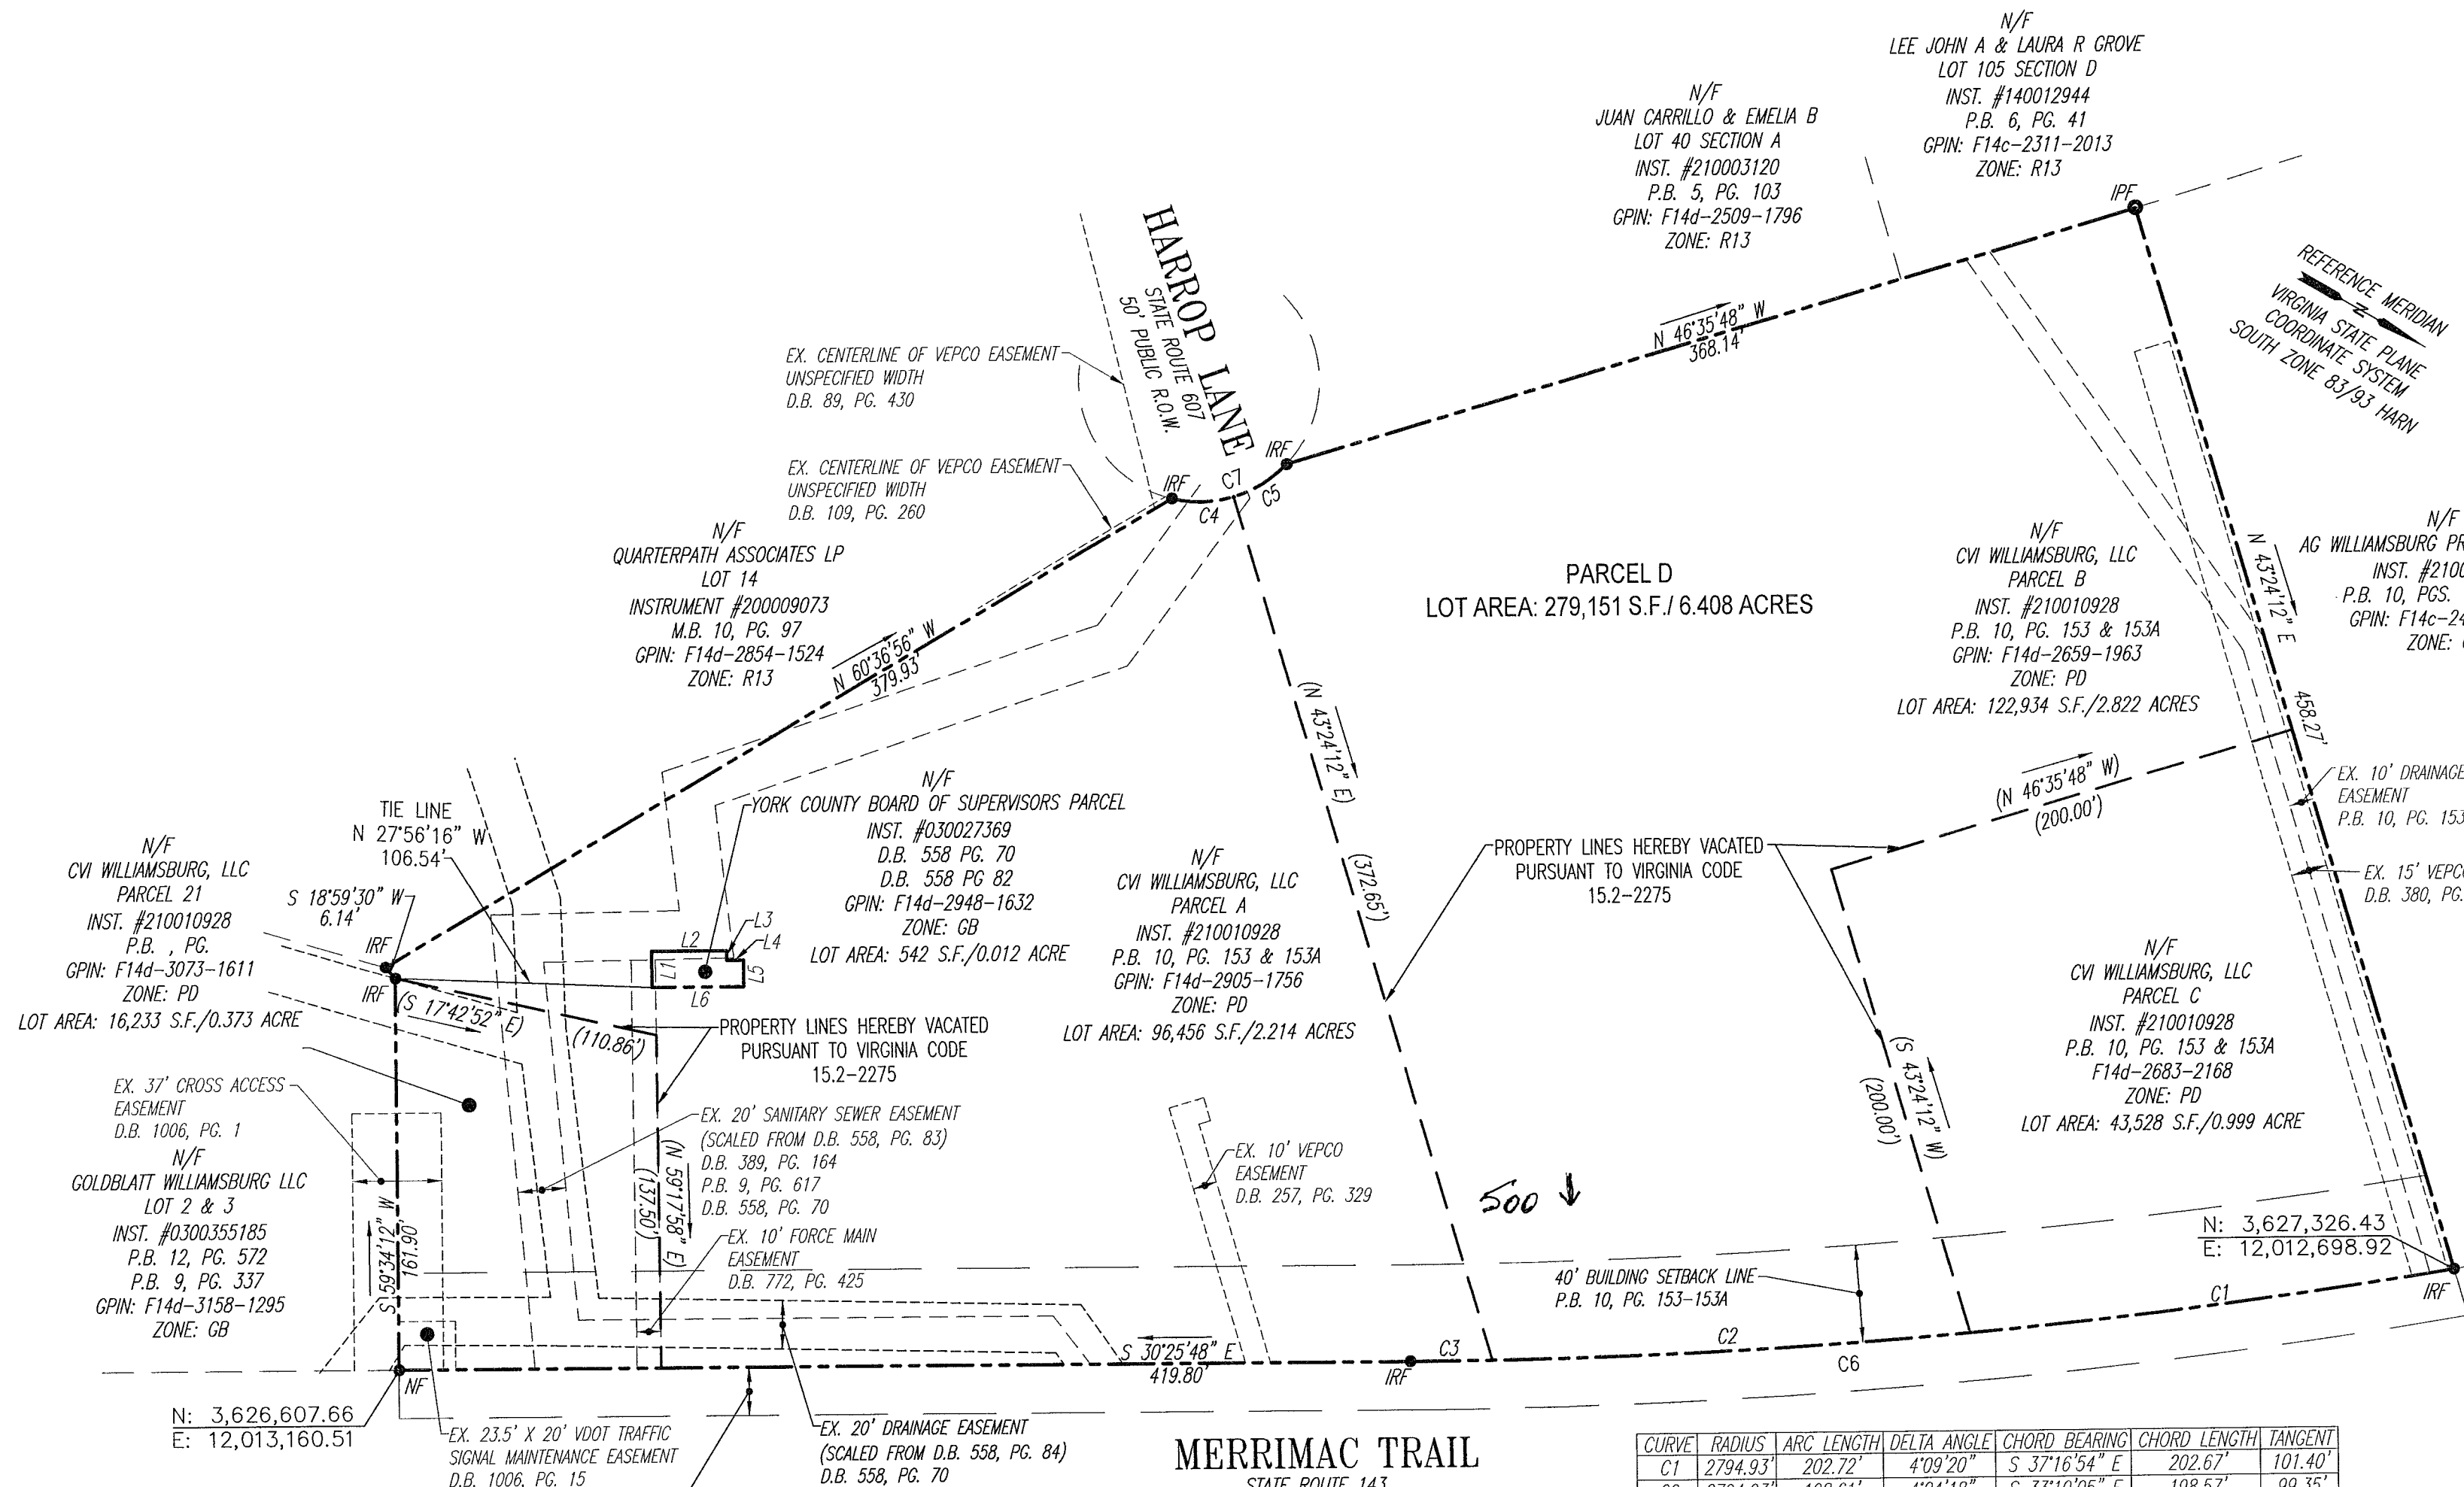 N/F
LEE JOHN A & LAURA R GROVE
LOT 105 SECTION D
INST. #140012944
P.B. 6, PG. 41
GPIN: F14c-2311-2013
ZONE: R13
N/F
JUAN CARRILLO & EMELIA B
LOT 40 SECTION A
INST. #210003120
P.B. 5, PG. 103
GPIN: F14d-2509-1796
ZONE: R13
IPF
REFERENCE MERIDIAN
N
VIRGINIA STATE PLANE
COORDINATE SYSTEM
SOUTH ZONE 83/93 HARN
HARROP LANE
STATE ROUTE 607
50' PUBLIC R.O.W.
N 46°35'48" W
368.14'
EX. CENTERLINE OF VEPCO EASEMENT
UNSPECIFIED WIDTH
D.B. 89, PG. 430
EX. CENTERLINE OF VEPCO EASEMENT
UNSPECIFIED WIDTH
D.B. 109, PG. 260
IRF
IRF
C7
C5
C4
N/F
QUARTERPATH ASSOCIATES LP
LOT 14
INSTRUMENT #200009073
M.B. 10, PG. 97
GPIN: F14d-2854-1524
ZONE: R13
N 60°36'56" W
379.93'
PARCEL D
LOT AREA: 279,151 S.F./ 6.408 ACRES
N/F
CVI WILLIAMSBURG, LLC
PARCEL B
INST. #210010928
P.B. 10, PG. 153 & 153A
GPIN: F14d-2659-1963
ZONE: PD
LOT AREA: 122,934 S.F./2.822 ACRES
N 43°24'12" E
458.27'
N/F
AG WILLIAMSBURG PR
INST. #2100
P.B. 10, PGS.
GPIN: F14c-24
ZONE:
(N 43°24'12" E)
(372.65')
(N 46°35'48" W)
(200.00')
EX. 10' DRAINAGE
EASEMENT
P.B. 10, PG. 153
EX. 15' VEPCO
D.B. 380, PG.
N/F
YORK COUNTY BOARD OF SUPERVISORS PARCEL
INST. #030027369
D.B. 558 PG. 70
D.B. 558 PG 82
GPIN: F14d-2948-1632
ZONE: GB
LOT AREA: 542 S.F./0.012 ACRE
TIE LINE
N 27°56'16" W
106.54'
S 18°59'30" W
6.14'
IRF
IRF
N/F
CVI WILLIAMSBURG, LLC
PARCEL 21
INST. #210010928
P.B. , PG.
GPIN: F14d-3073-1611
ZONE: PD
LOT AREA: 16,233 S.F./0.373 ACRE
L2
L3
L4
L1
L5
L6
(S 17°42'52" E)
(110.86')
N/F
CVI WILLIAMSBURG, LLC
PARCEL A
INST. #210010928
P.B. 10, PG. 153 & 153A
GPIN: F14d-2905-1756
ZONE: PD
LOT AREA: 96,456 S.F./2.214 ACRES
PROPERTY LINES HEREBY VACATED
PURSUANT TO VIRGINIA CODE
15.2-2275
PROPERTY LINES HEREBY VACATED
PURSUANT TO VIRGINIA CODE
15.2-2275
N/F
CVI WILLIAMSBURG, LLC
PARCEL C
INST. #210010928
P.B. 10, PG. 153 & 153A
F14d-2683-2168
ZONE: PD
LOT AREA: 43,528 S.F./0.999 ACRE
(S 43°24'12" W)
(200.00')
EX. 37' CROSS ACCESS
EASEMENT
D.B. 1006, PG. 1
N/F
GOLDBLATT WILLIAMSBURG LLC
LOT 2 & 3
INST. #0300355185
P.B. 12, PG. 572
P.B. 9, PG. 337
GPIN: F14d-3158-1295
ZONE: GB
S 59°34'12" W
161.90'
EX. 20' SANITARY SEWER EASEMENT
(SCALED FROM D.B. 558, PG. 83)
D.B. 389, PG. 164
P.B. 9, PG. 617
D.B. 558, PG. 70
(N 59°17'58" E)
(137.50')
EX. 10' FORCE MAIN
EASEMENT
D.B. 772, PG. 425
EX. 10' VEPCO
EASEMENT
D.B. 257, PG. 329
500 ↓
40' BUILDING SETBACK LINE
P.B. 10, PG. 153-153A
N: 3,627,326.43
E: 12,012,698.92
IRF
C1
C2
C6
C3
IRF
S 30°25'48" E
419.80'
NF
N: 3,626,607.66
E: 12,013,160.51
EX. 23.5' X 20' VDOT TRAFFIC
SIGNAL MAINTENANCE EASEMENT
D.B. 1006, PG. 15
EX. 20' DRAINAGE EASEMENT
(SCALED FROM D.B. 558, PG. 84)
D.B. 558, PG. 70
MERRIMAC TRAIL
STATE ROUTE 143
CURVE RADIUS ARC LENGTH DELTA ANGLE CHORD BEARING CHORD LENGTH TANGENT
C1 2794.93' 202.72' 4°09'20" S 37°16'54" E 202.67' 101.40'